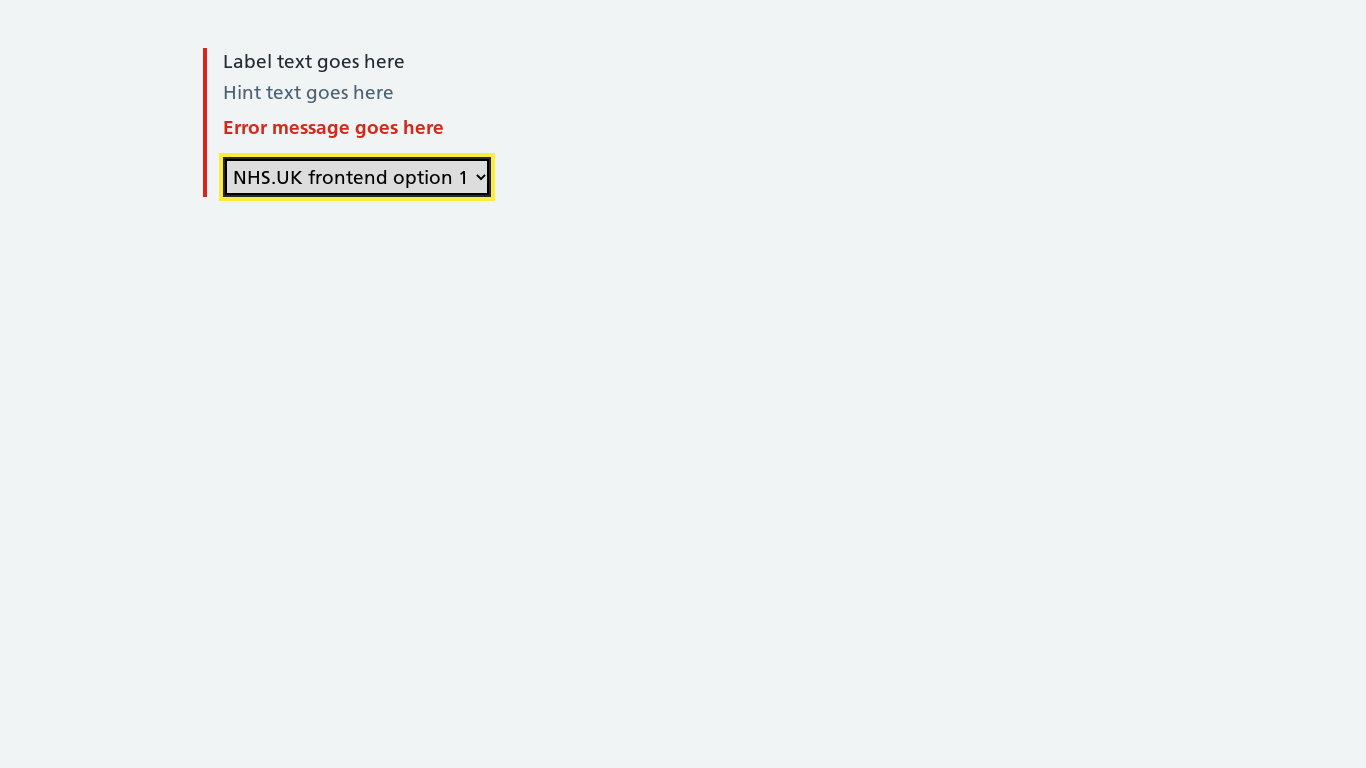 Label text goes here
Hint text goes here
Error message goes here
NHS.UK frontend option 1